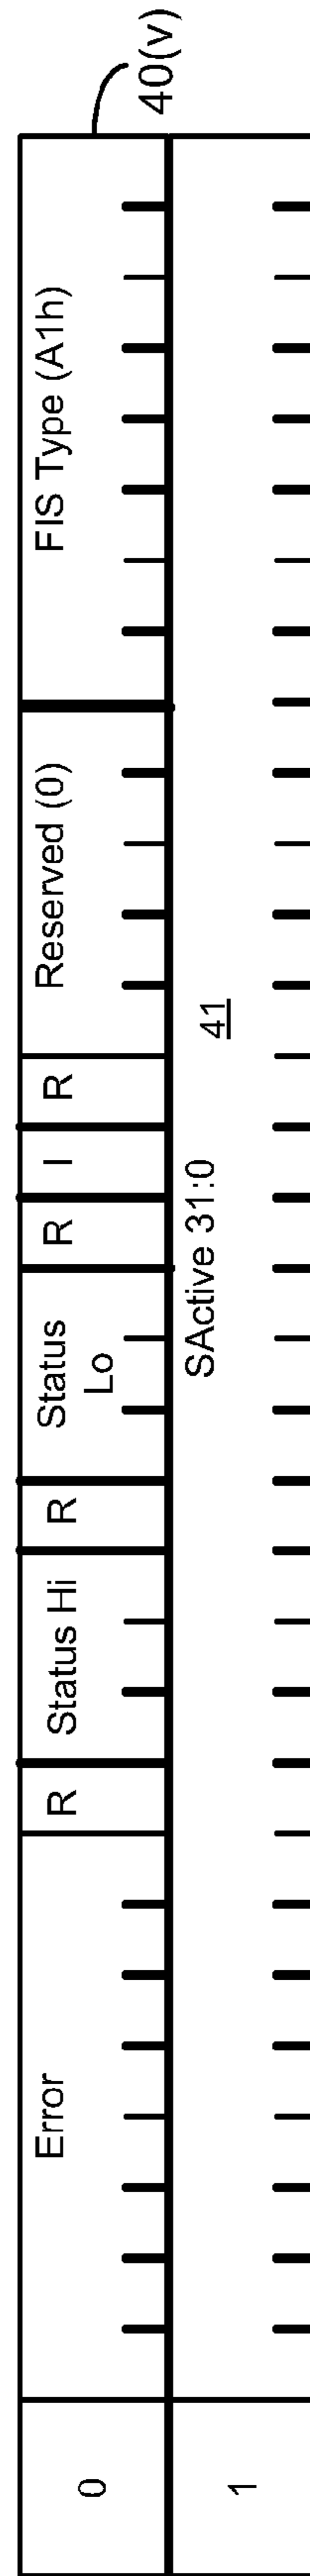 0
Error
R
Status Hi
R
Status
Lo
R
I
R
Reserved (0)
FIS Type (A1h)
40(v)
1
SActive 31:0
41